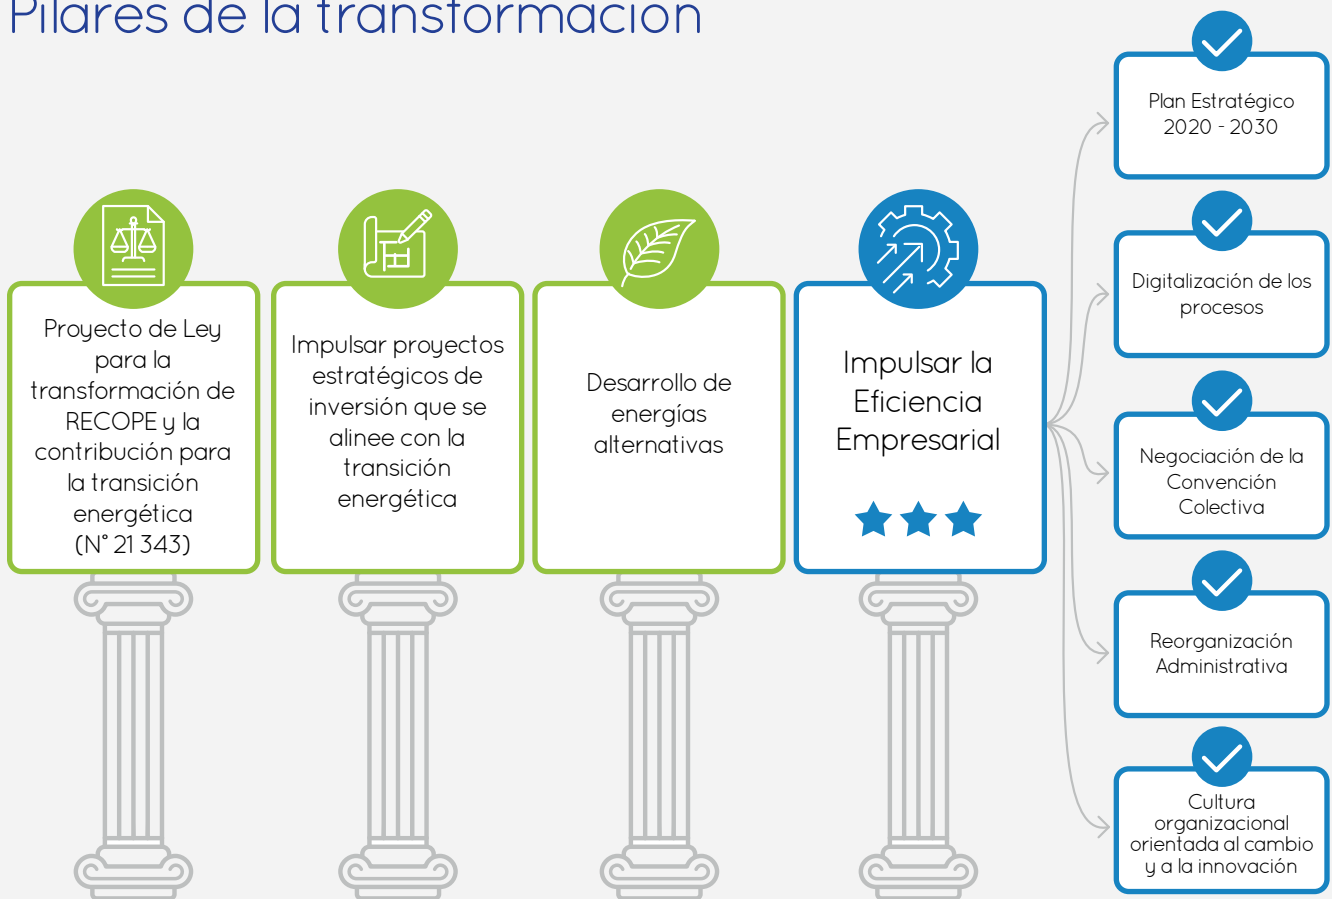 Pilares de la transformación
Proyecto de Ley
para la
transformación de
RECOPE y la
contribución para
la transición
energética
(N° 21 343)
Impulsar proyectos
estratégicos de
inversión que se
alinee con la
transición
energética
Desarrollo de
energías
alternativas
Impulsar la
Eficiencia
Empresarial
Plan Estratégico
2020 - 2030
Digitalización de los
procesos
Negociación de la
Convención
Colectiva
Reorganización
Administrativa
Cultura
organizacional
orientada al cambio
y a la innovación